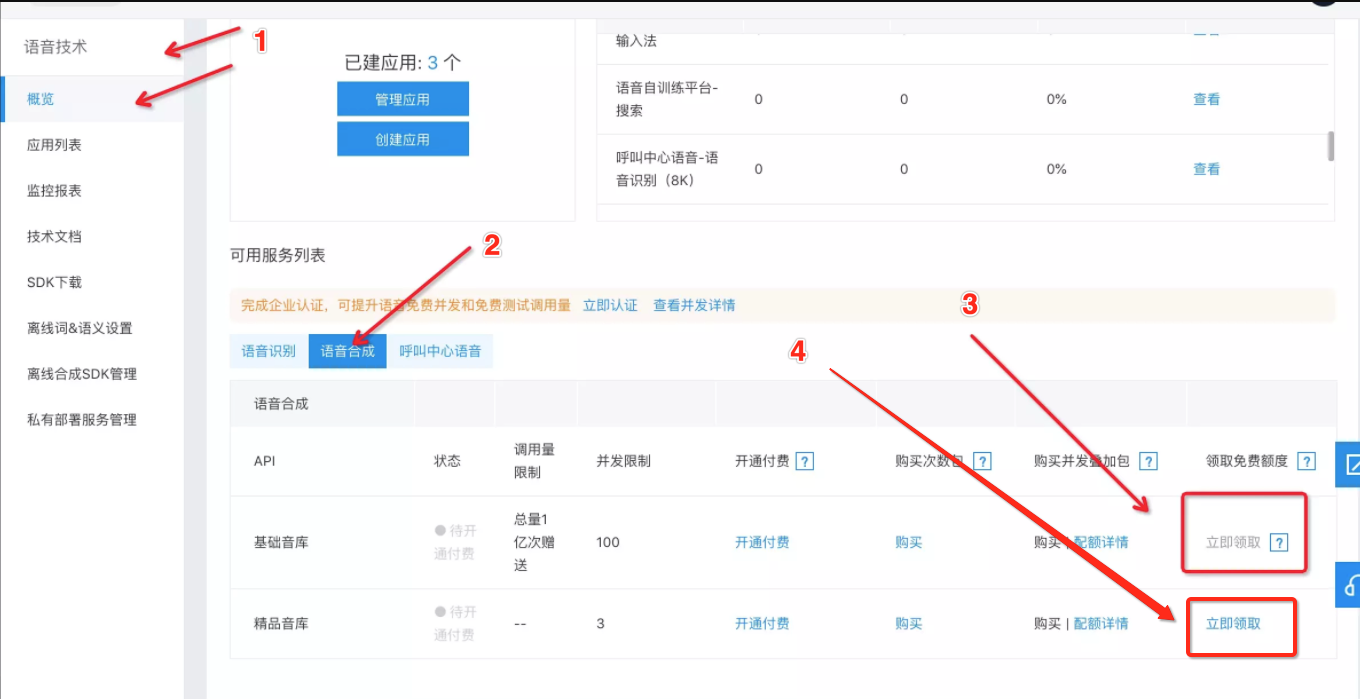 语音技术
概览
应用列表
监控报表
技术文档
SDK下载
离线词&语义设置
离线合成SDK管理
私有部署服务管理
1
已建应用: 3 个
管理应用
创建应用
输入法
语音自训练平台-
搜索
0
0
0%
查看
呼叫中心语音-语
音识别（8K）
0
0
0%
查看
可用服务列表
2
完成企业认证，可提升语音免费并发和免费测试调用量 立即认证 查看并发详情
3
4
语音识别 语音合成 呼叫中心语音
语音合成
API
状态
调用量
限制
并发限制
开通付费 ?
购买次数包 ?
购买并发叠加包 ?
领取免费额度 ?
基础音库
待开
通付费
总量1
亿次赠
送
100
开通付费
购买
购买 | 配额详情
立即领取 ?
精品音库
待开
通付费
--
3
开通付费
购买
购买 | 配额详情
立即领取